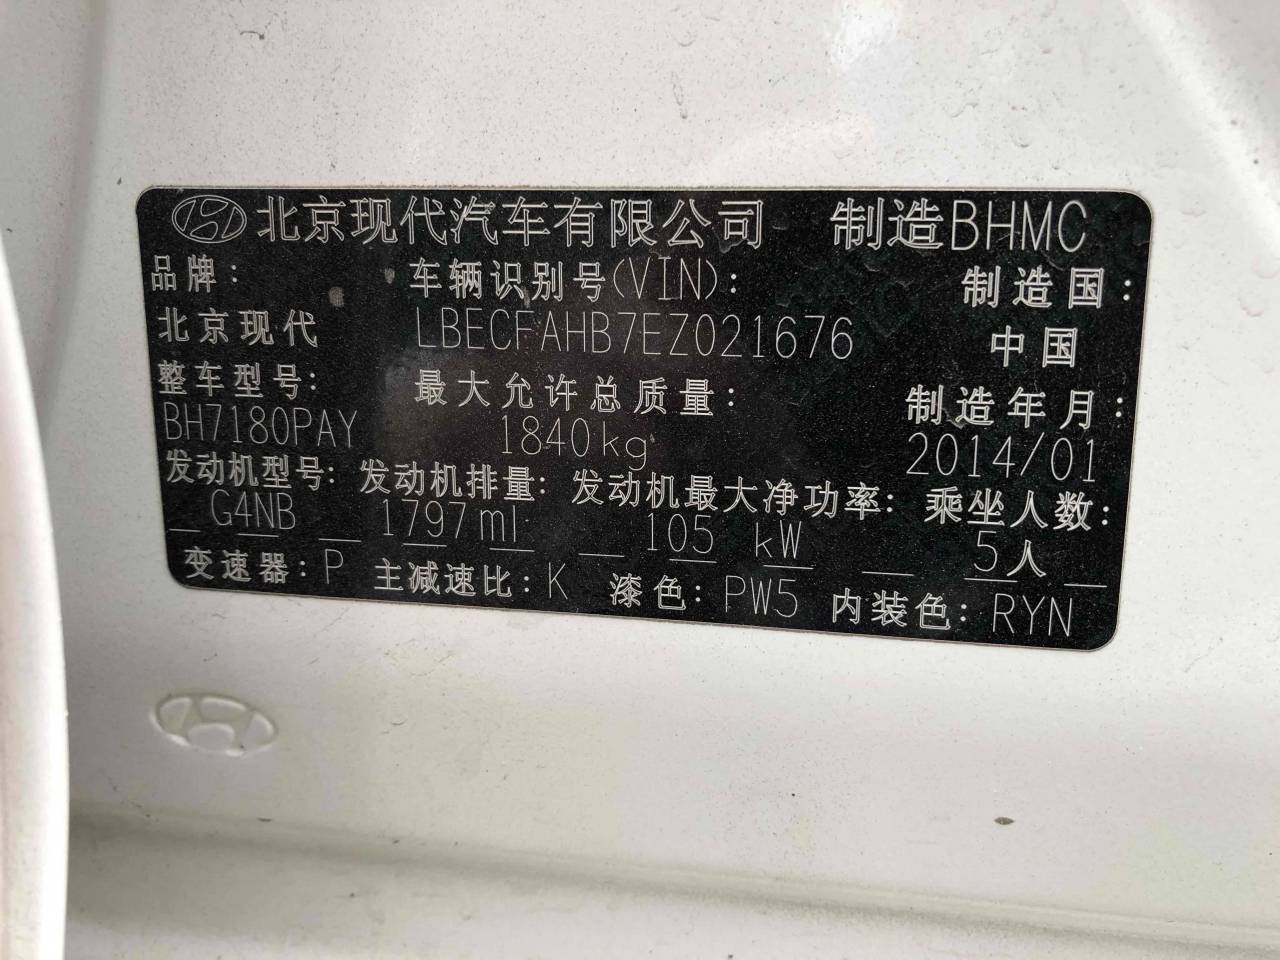 北京现代汽车有限公司 制造BHMC
品牌: 车辆识别号(VIN): 制造国:
北京现代 LBECFAHB7EZ021676 中国
整车型号: 最大允许总质量: 制造年月:
BH7180PAY 1840kg 2014/01
发动机型号: 发动机排量: 发动机最大净功率: 乘坐人数:
G4NB 1797ml 105 kW 5人
变速器: P 主减速比: K 漆色: PW5 内装色: RYN